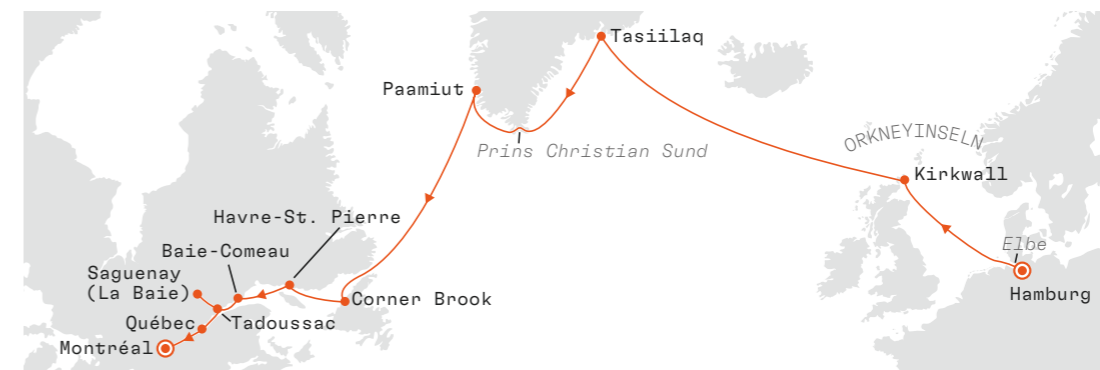 Tasiilaq
Paamiut
ORKNEYINSELN
Prins Christian Sund
Kirkwall
Havre-St. Pierre
Elbe
Baie-Comeau
Saguenay
(La Baie)
Corner Brook
Hamburg
Québec
Tadoussac
Montréal